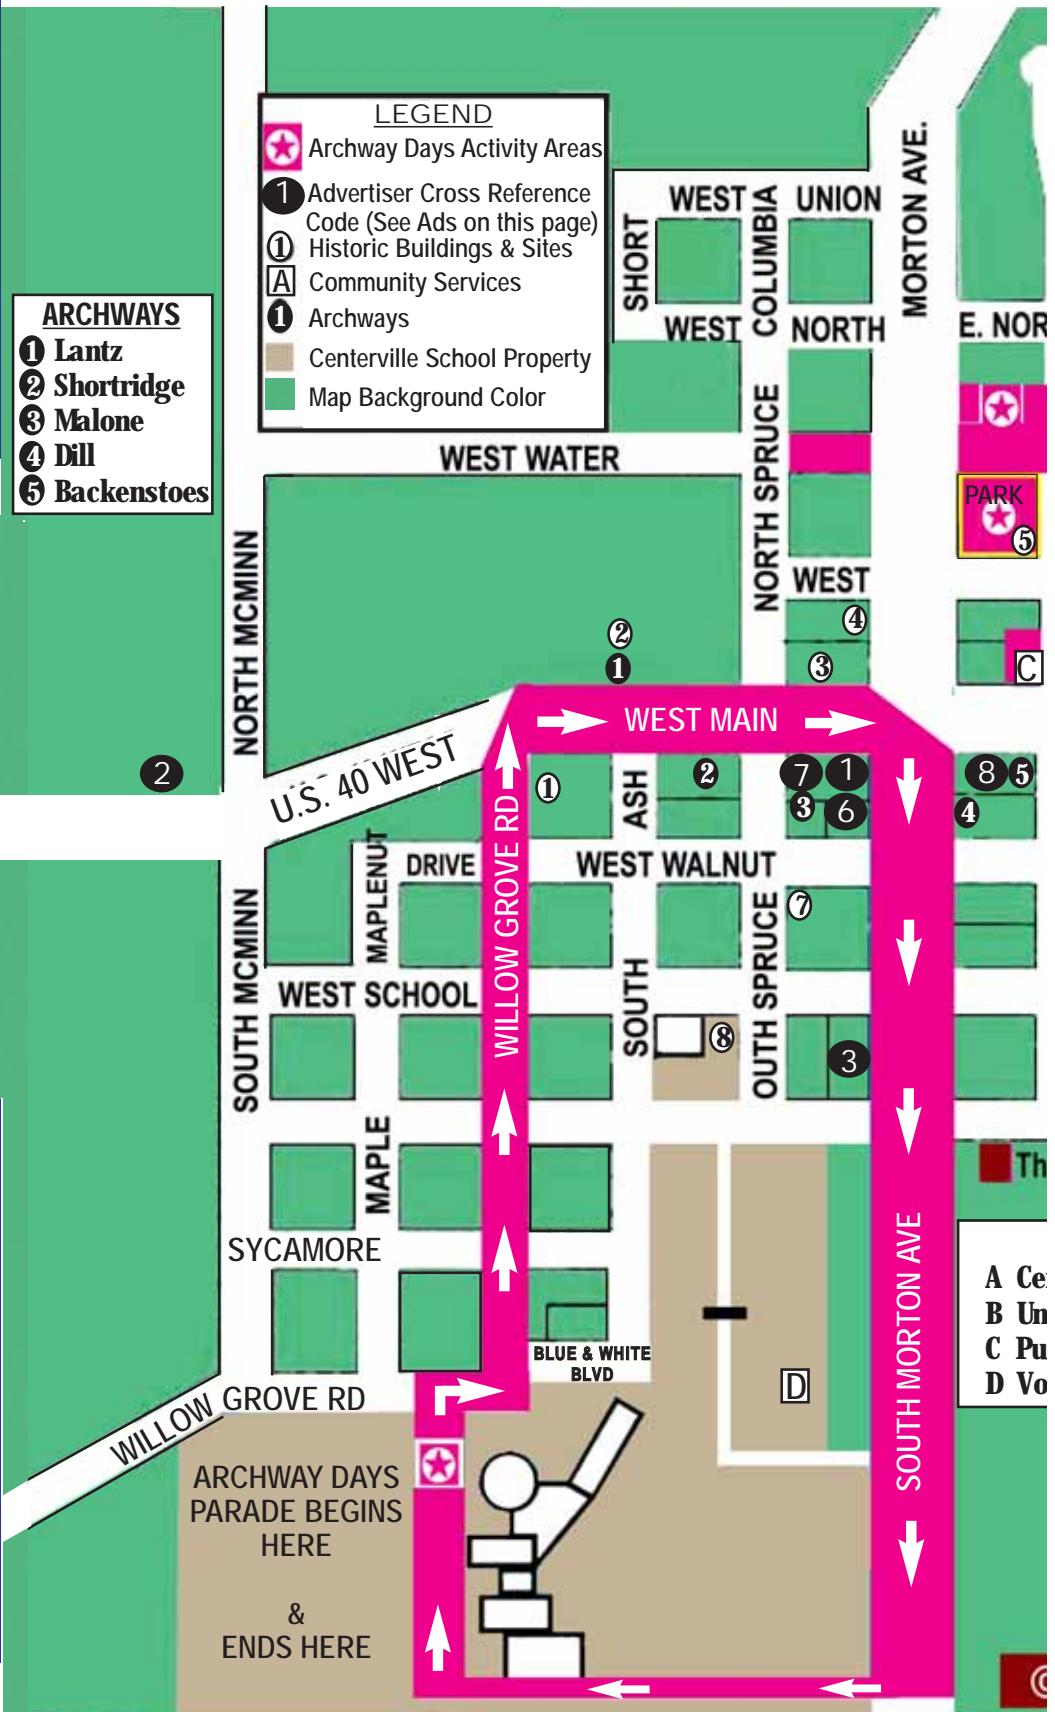 LEGEND
Archway Days Activity Areas
1 Advertiser Cross Reference
Code (See Ads on this page)
1 Historic Buildings & Sites
A Community Services
1 Archways
Centerville School Property
Map Background Color
ARCHWAYS
1 Lantz
2 Shortridge
3 Malone
4 Dill
5 Backenstoes
MORTON AVE.
WEST UNION
SHORT
COLUMBIA
WEST NORTH
E. NOR
NORTH SPRUCE
WEST WATER
PARK
5
WEST
NORTH MCMINN
2
4
1
3
C
WEST MAIN
U.S. 40 WEST
2
1
2
7
1
8
5
3
6
4
ASH
WILLOW GROVE RD
MAPLENUT
DRIVE
WEST WALNUT
SOUTH MCMINN
7
OUTH SPRUCE
WEST SCHOOL
SOUTH
8
3
MAPLE
Th
SYCAMORE
SOUTH MORTON AVE
A Ce
B Un
C Pu
D Vo
BLUE & WHITE
BLVD
D
WILLOW GROVE RD
ARCHWAY DAYS
PARADE BEGINS
HERE
&
ENDS HERE
©